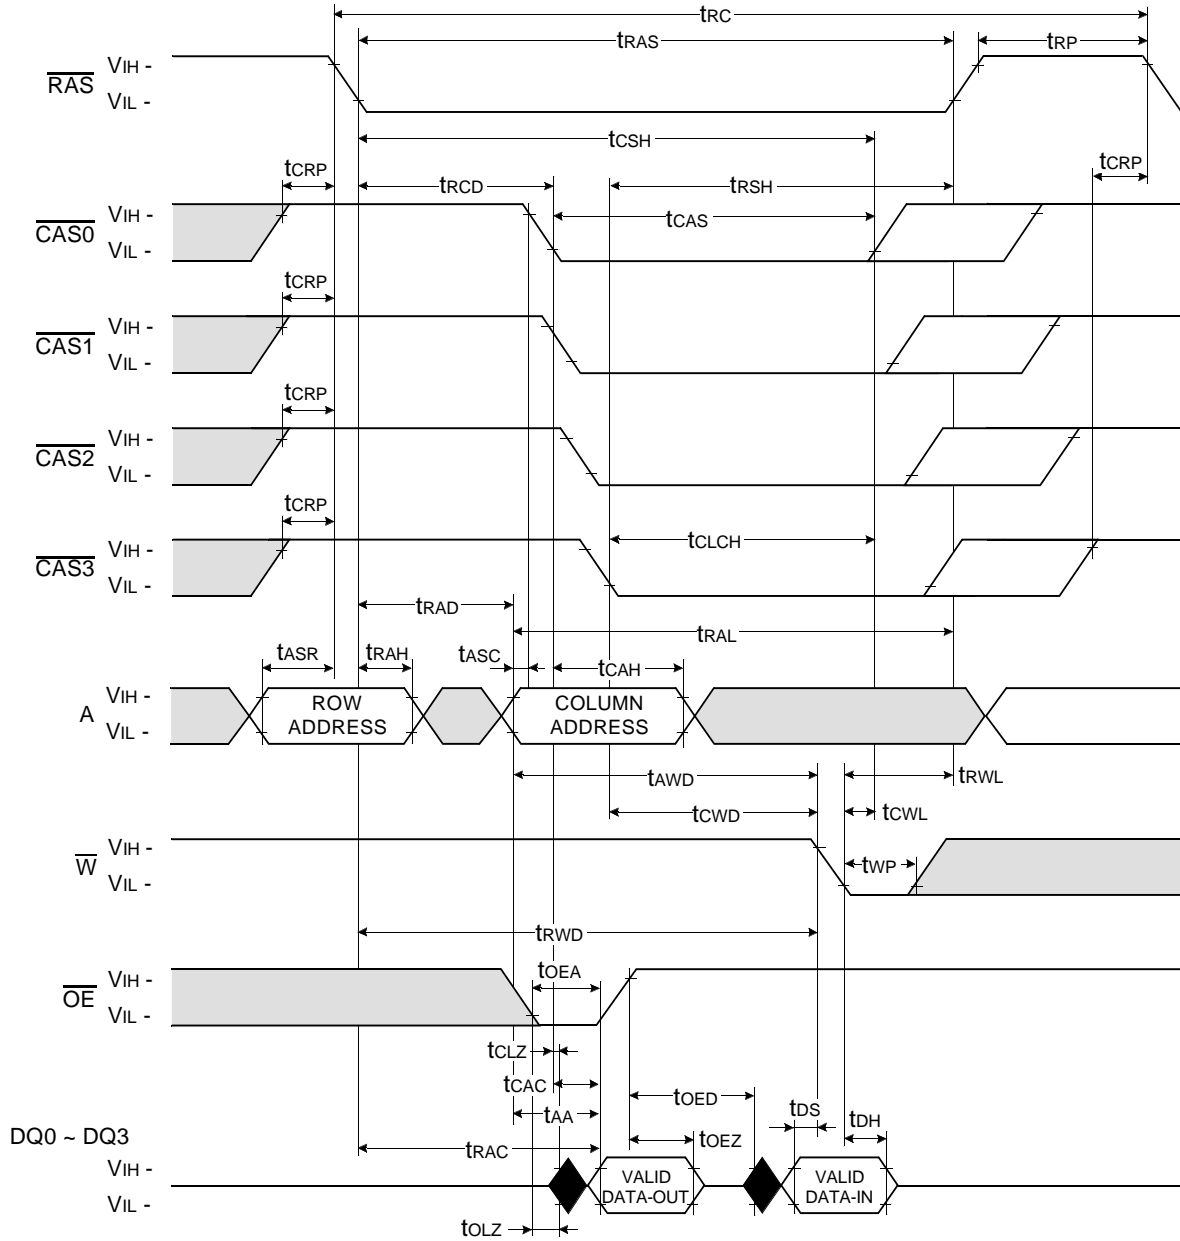 tRC
tRAS
tRP
RAS
VIH -
VIL -
tCSH
tCRP
tRCD
tRSH
tCRP
CAS0
VIH -
VIL -
tCAS
tCRP
CAS1
VIH -
VIL -
tCRP
CAS2
VIH -
VIL -
tCRP
tCLCH
CAS3
VIH -
VIL -
tRAD
tRAL
tASR
tRAH
tASC
tCAH
A
VIH -
VIL -
ROW
ADDRESS
COLUMN
ADDRESS
tAWD
tRWL
tCWD
tCWL
W
VIH -
VIL -
tWP
tRWD
OE
VIH -
VIL -
tOEA
tCLZ
tCAC
tOED
tAA
tDS
tDH
tRAC
tOEZ
DQ0 ~ DQ3
VIH -
VIL -
VALID
DATA-OUT
VALID
DATA-IN
tOLZ